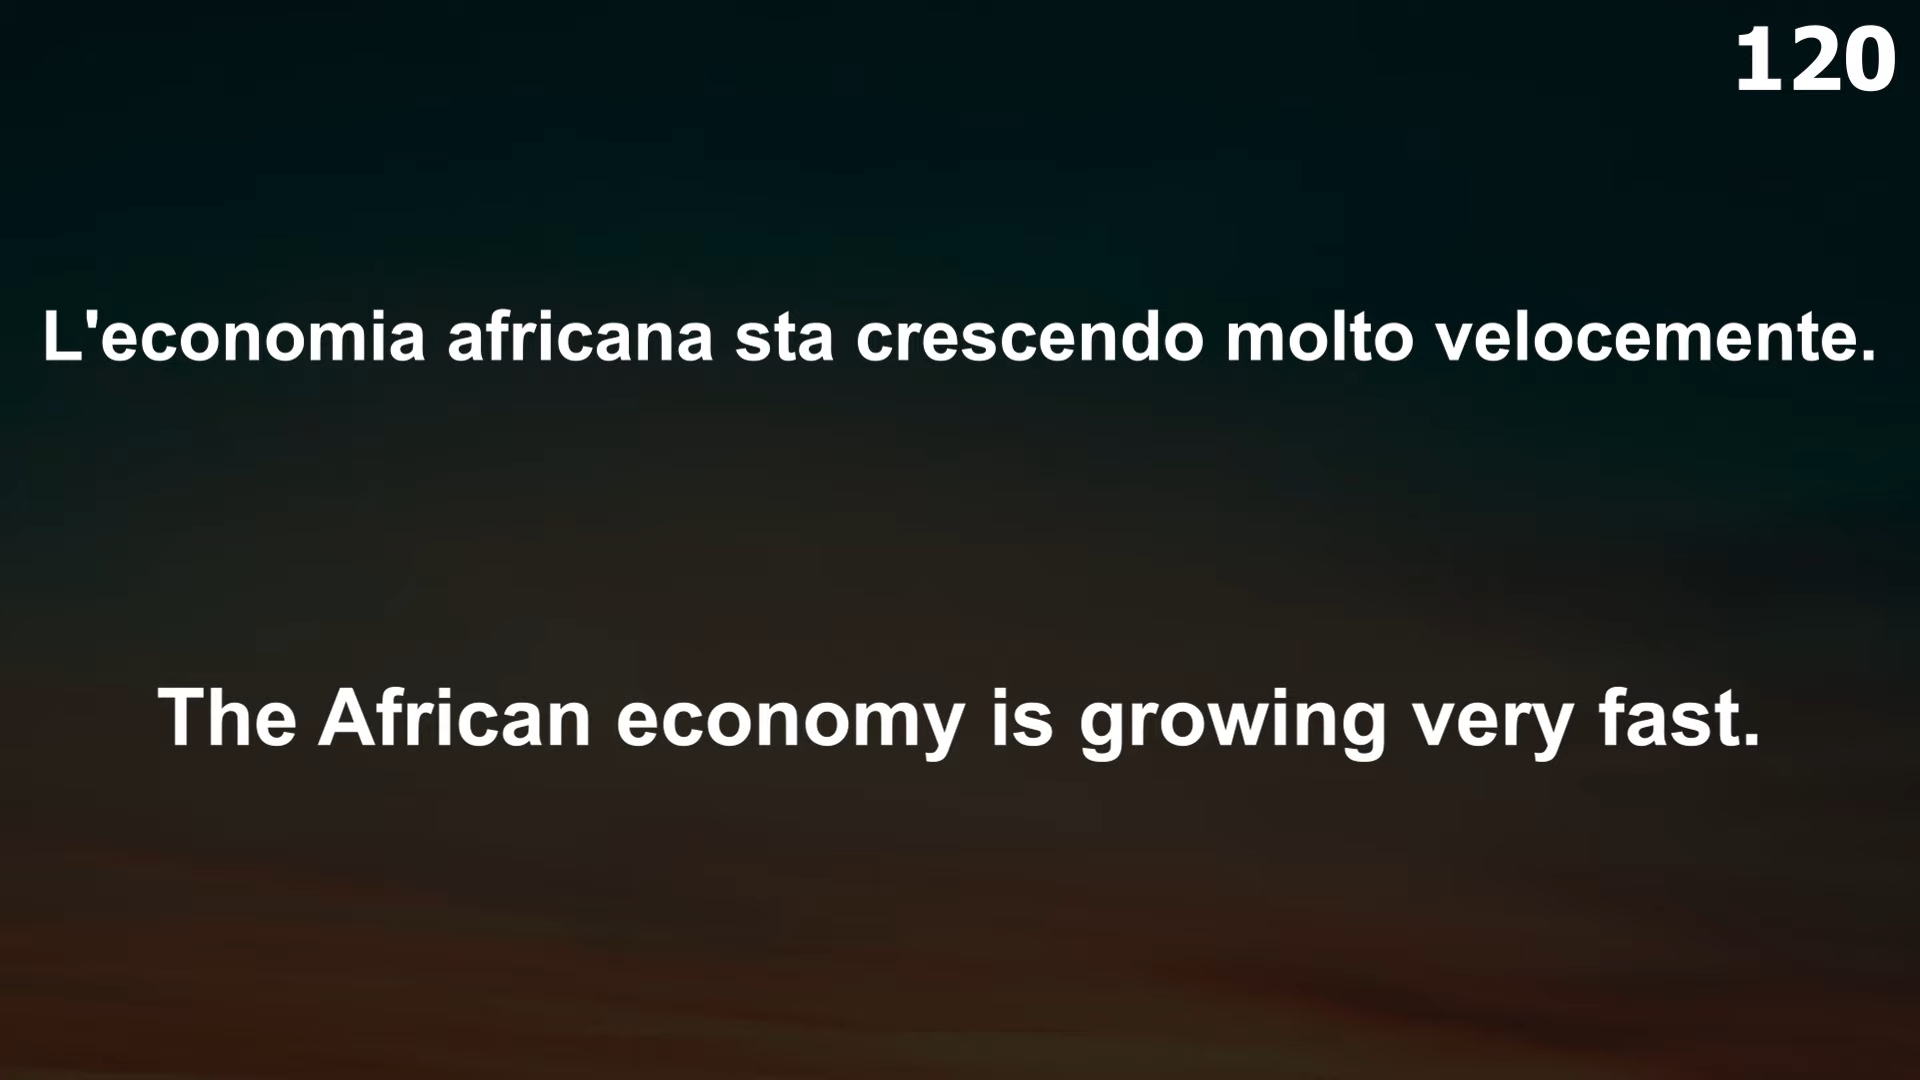 120
L'economia africana sta crescendo molto velocemente.
The African economy is growing very fast.